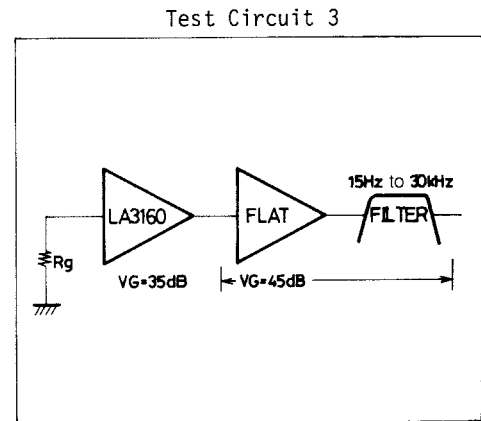 Test Circuit 3
15Hz to 30kHz
LA3160
FLAT
FILTER
Rg
VG=35dB
VG=45dB